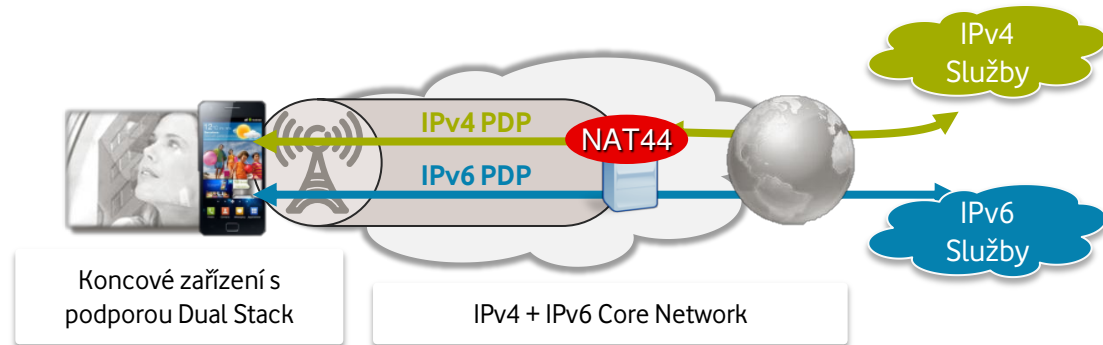 IPv4
Služby
IPv4 PDP
NAT44
IPv6 PDP
IPv6
Služby
Koncové zařízení s
podporou Dual Stack
IPv4 + IPv6 Core Network